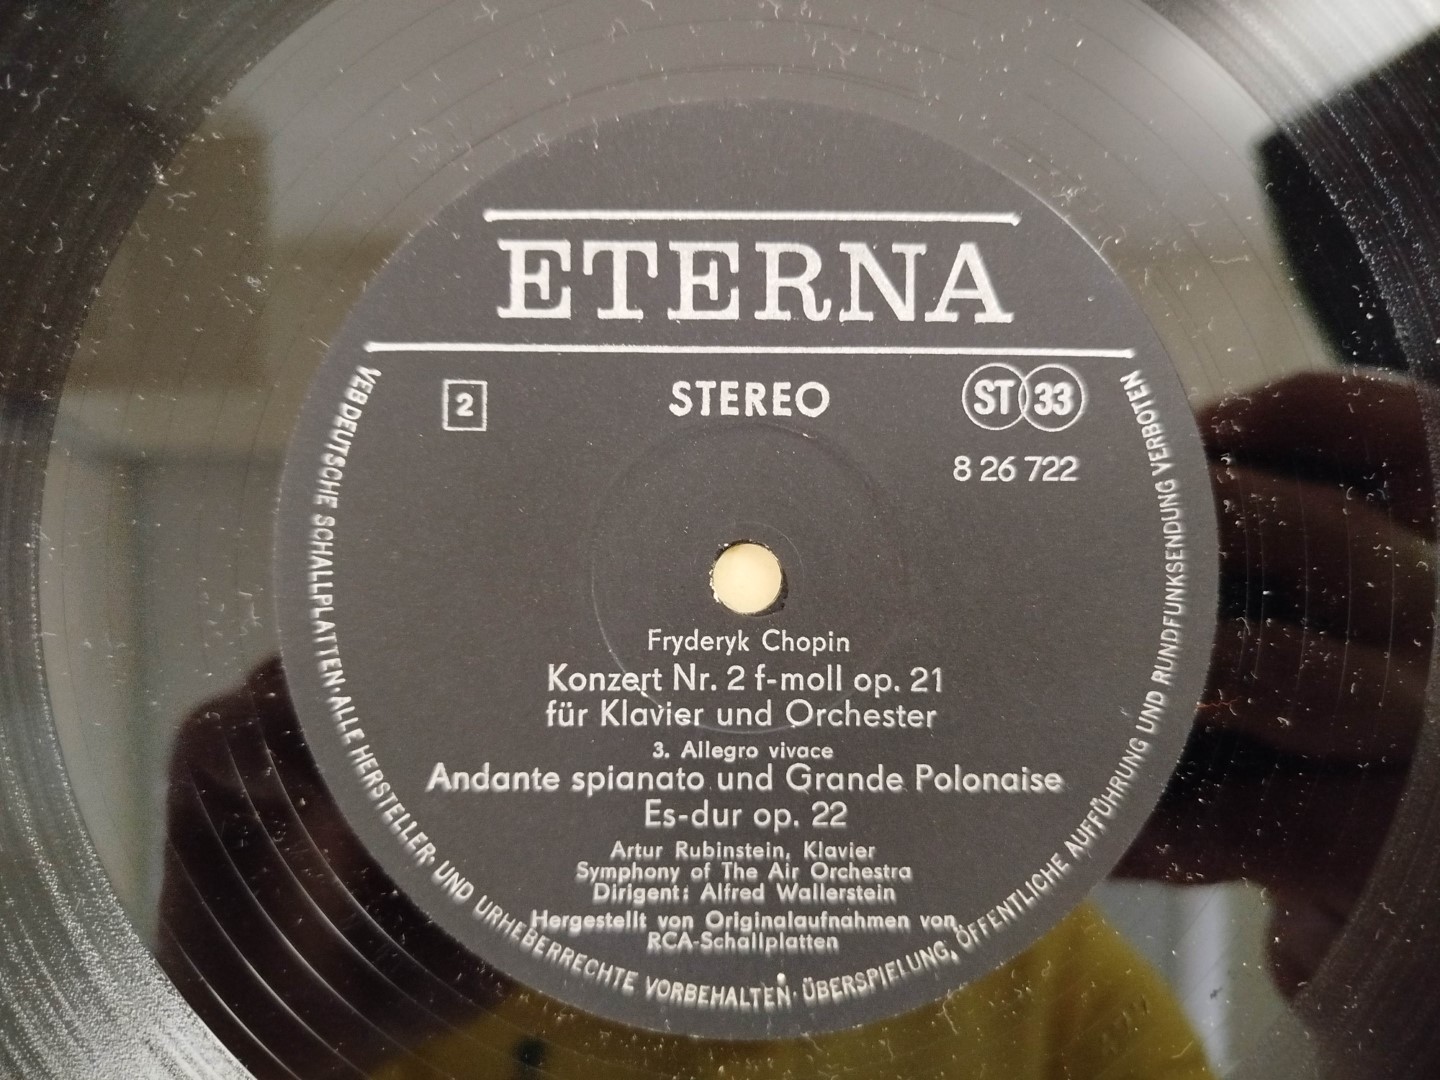 ETERNA
2 STEREO ST 33
8 26 722
Fryderyk Chopin
Konzert Nr. 2 f-moll op. 21
für Klavier und Orchester
3. Allegro vivace
Andante spianato und Grande Polonaise
Es-dur op. 22
Artur Rubinstein, Klavier
Symphony of The Air Orchestra
Dirigent: Alfred Wallerstein
Hergestellt von Originalaufnahmen von
RCA-Schallplatten
VEB DEUTSCHE SCHALLPLATTEN · ALLE HERSTELLER- UND URHEBERRECHTE VORBEHALTEN · ÜBERSPIELUNG, ÖFFENTLICHE AUFFÜHRUNG UND RUNDFUNKSENDUNG VERBOTEN